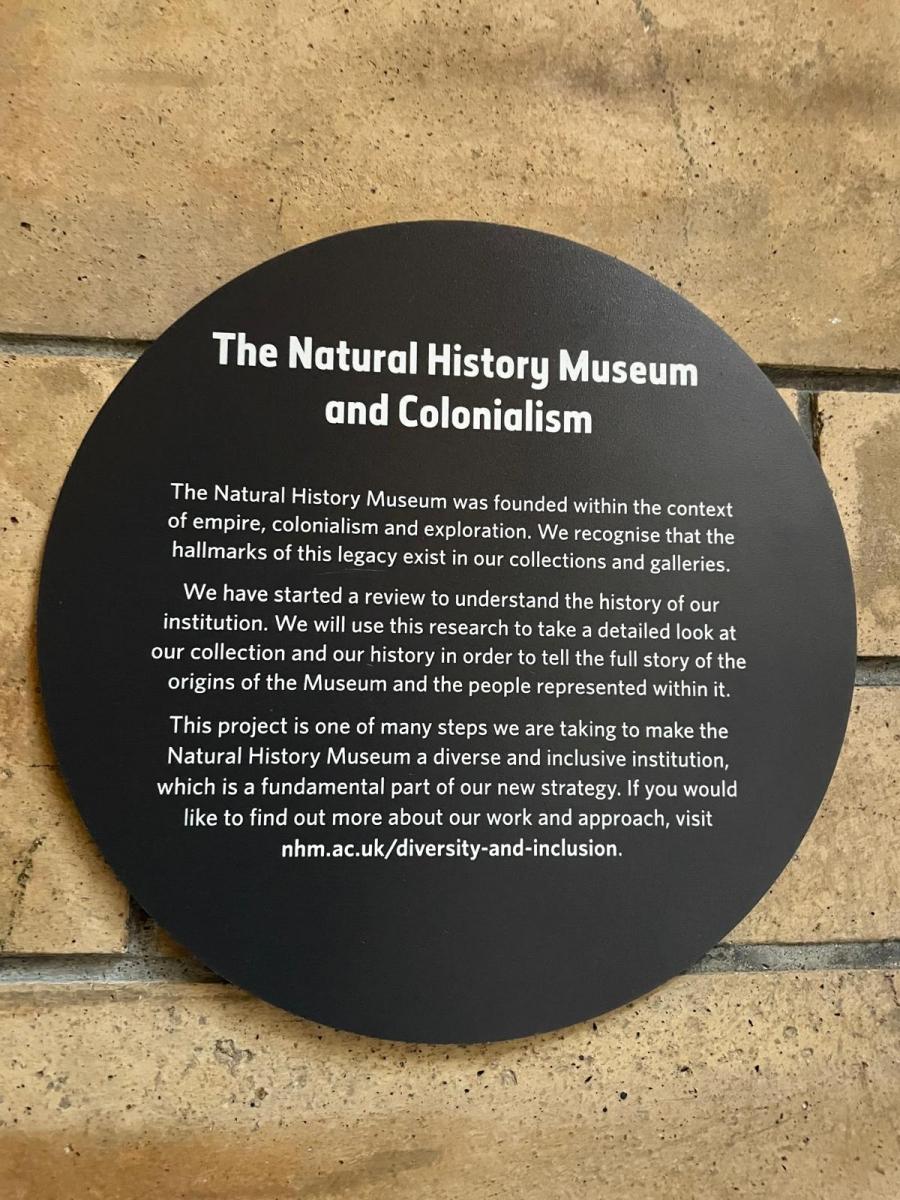 The Natural History Museum
and Colonialism
The Natural History Museum was founded within the context
of empire, colonialism and exploration. We recognise that the
hallmarks of this legacy exist in our collections and galleries.
We have started a review to understand the history of our
institution. We will use this research to take a detailed look at
our collection and our history in order to tell the full story of the
origins of the Museum and the people represented within it.
This project is one of many steps we are taking to make the
Natural History Museum a diverse and inclusive institution,
which is a fundamental part of our new strategy. If you would
like to find out more about our work and approach, visit
nhm.ac.uk/diversity-and-inclusion.